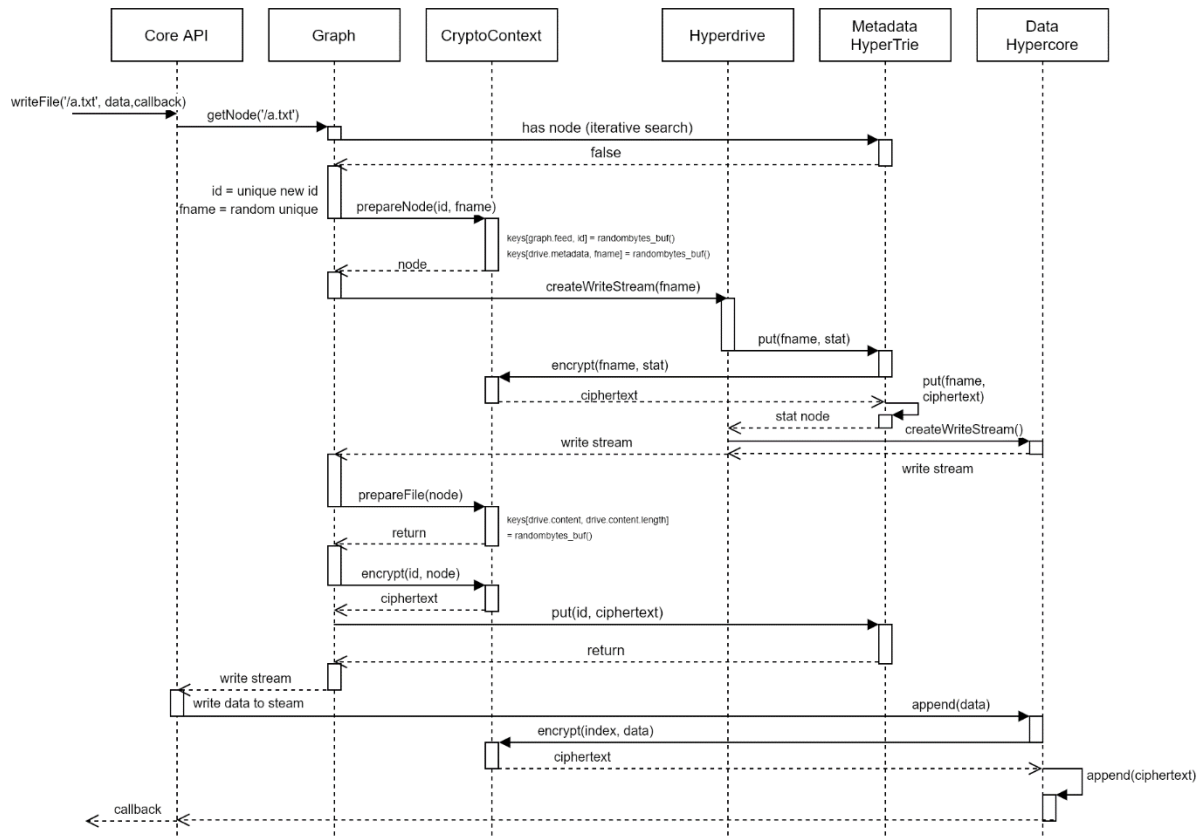 Core API
Graph
CryptoContext
Hyperdrive
Metadata
HyperTrie
Data
Hypercore
writeFile('/a.txt', data,callback)
getNode('/a.txt')
has node (iterative search)
false
id = unique new id
fname = random unique
prepareNode(id, fname)
keys[graph.feed, id] = randombytes_buf()
keys[drive.metadata, fname] = randombytes_buf()
node
createWriteStream(fname)
put(fname, stat)
encrypt(fname, stat)
put(fname,
ciphertext)
ciphertext
stat node
createWriteStream()
write stream
write stream
prepareFile(node)
keys[drive.content, drive.content.length]
= randombytes_buf()
return
encrypt(id, node)
ciphertext
put(id, ciphertext)
return
write stream
write data to steam
append(data)
encrypt(index, data)
ciphertext
append(ciphertext)
callback